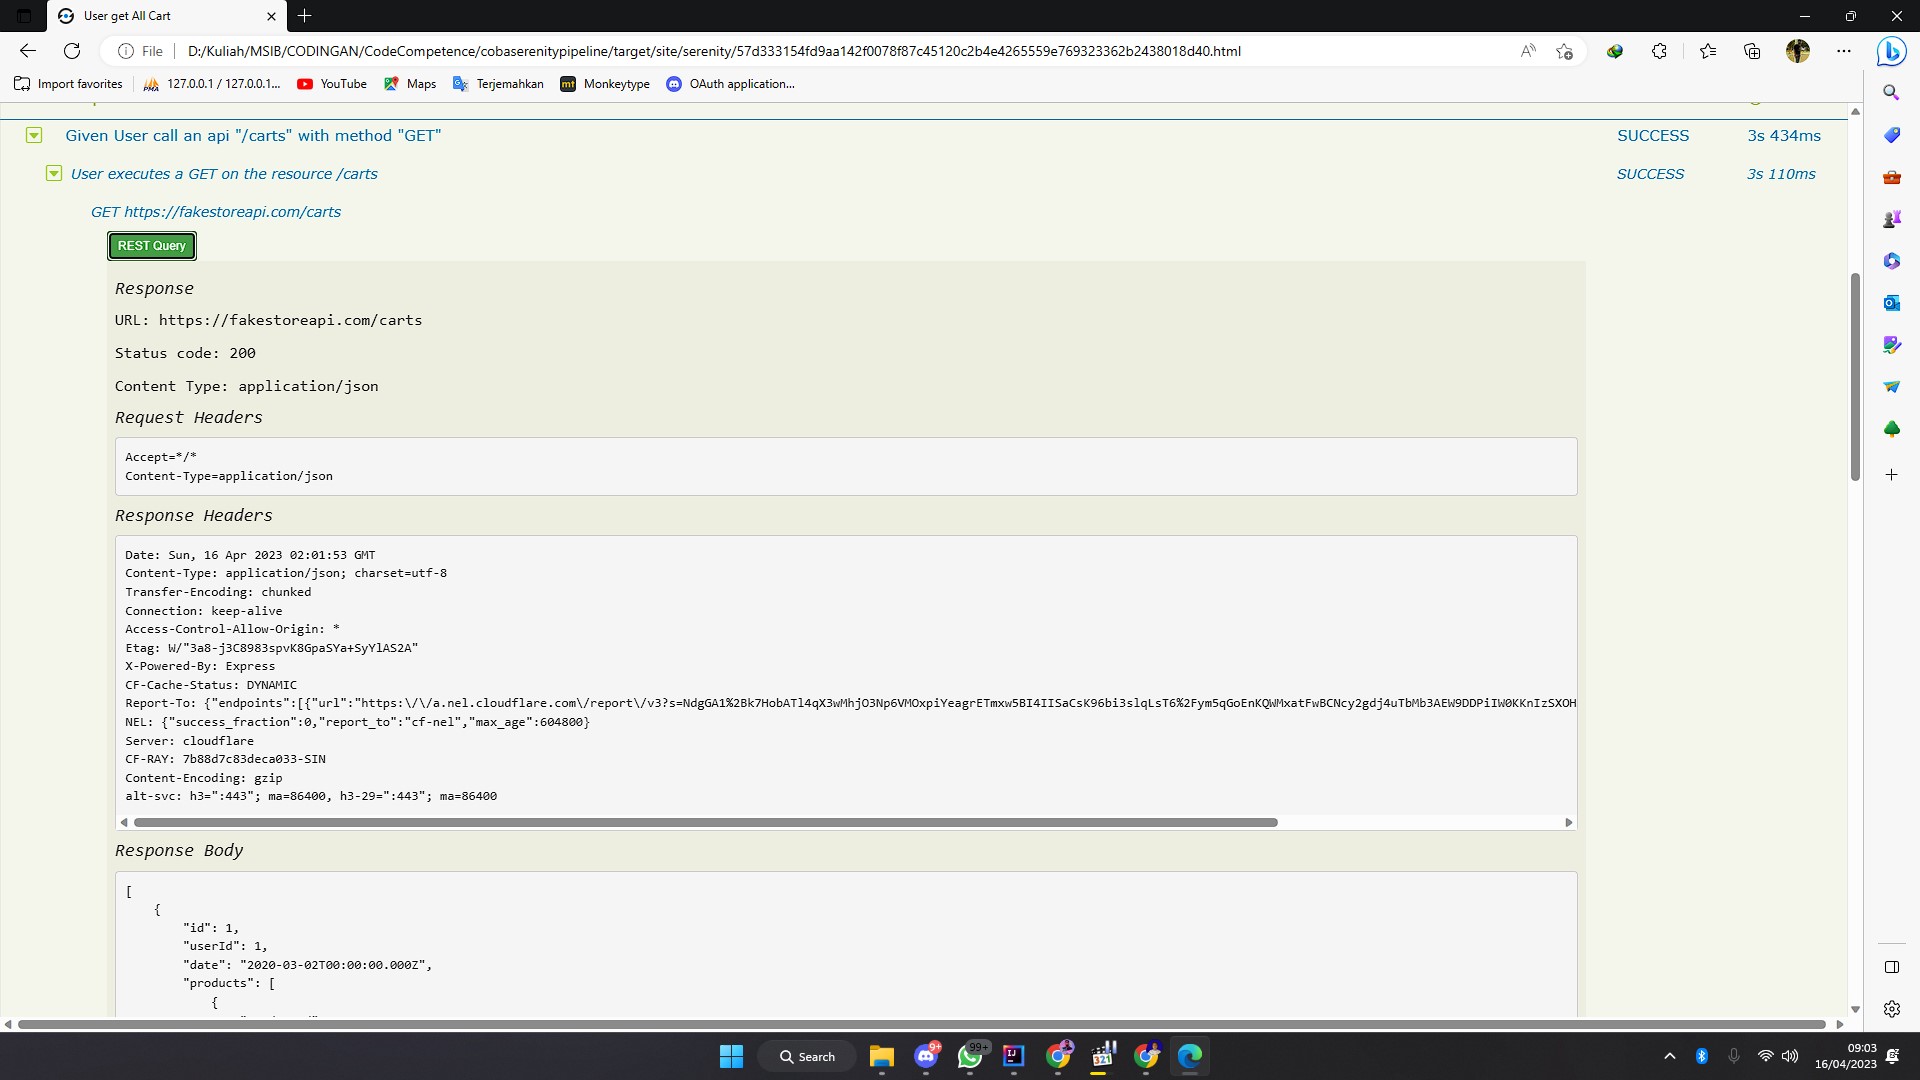 User get All Cart
File
D:/Kuliah/MSIB/CODINGAN/CodeCompetence/cobaserenitypipeline/target/site/serenity/57d333154fd9aa142f0078f87c45120c2b4e4265559e769323362b2438018d40.html
Import favorites
127.0.0.1 / 127.0.0.1...
YouTube
Maps
Terjemahkan
Monkeytype
OAuth application...
Given User call an api "/carts" with method "GET" SUCCESS 3s 434ms
User executes a GET on the resource /carts SUCCESS 3s 110ms
GET https://fakestoreapi.com/carts
REST Query
Response
URL: https://fakestoreapi.com/carts
Status code: 200
Content Type: application/json
Request Headers
Accept=*/*
Content-Type=application/json
Response Headers
Date: Sun, 16 Apr 2023 02:01:53 GMT
Content-Type: application/json; charset=utf-8
Transfer-Encoding: chunked
Connection: keep-alive
Access-Control-Allow-Origin: *
Etag: W/"3a8-j3C8983spvK8GpaSYa+SyYlAS2A"
X-Powered-By: Express
CF-Cache-Status: DYNAMIC
Report-To: {"endpoints":[{"url":"https:\/\/a.nel.cloudflare.com\/report\/v3?s=NdgGA1%2Bk7HobATl4qX3wMhjO3Np6VMOxpiYeagrETmxw5BI4IISaCsK96bi3slqLsT6%2Fym5qGoEnKQWMxatFwBCNcy2gdj4uTbMb3AEW9DDPiIW0KKnIzSXOH
NEL: {"success_fraction":0,"report_to":"cf-nel","max_age":604800}
Server: cloudflare
CF-RAY: 7b88d7c83deca033-SIN
Content-Encoding: gzip
alt-svc: h3=":443"; ma=86400, h3-29=":443"; ma=86400
Response Body
[
{
"id": 1,
"userId": 1,
"date": "2020-03-02T00:00:00.000Z",
"products": [
{
Search
9+
99+
09:03
16/04/2023